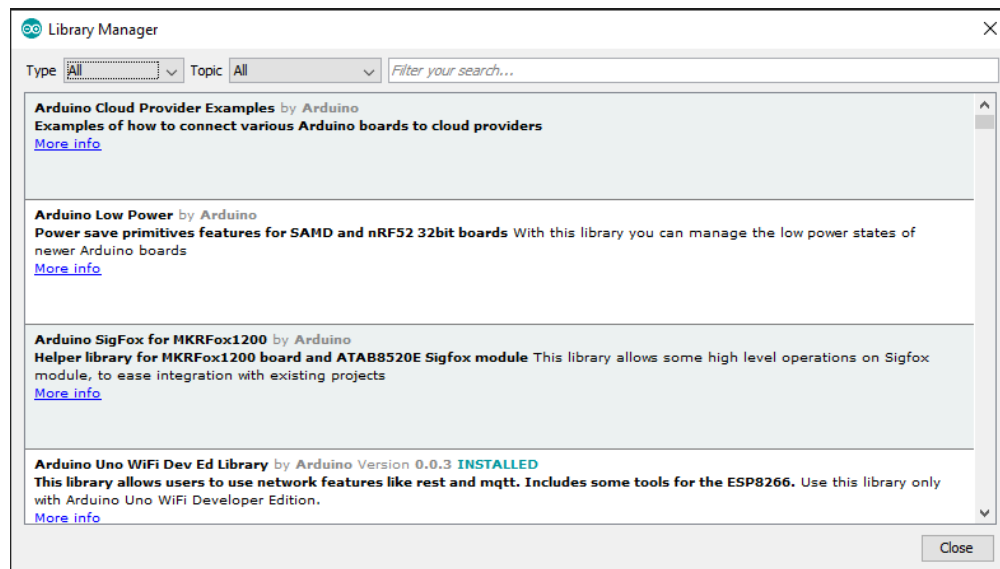 Library Manager
Type All Topic All Filter your search...
Arduino Cloud Provider Examples by Arduino
Examples of how to connect various Arduino boards to cloud providers
More info
Arduino Low Power by Arduino
Power save primitives features for SAMD and nRF52 32bit boards With this library you can manage the low power states of
newer Arduino boards
More info
Arduino SigFox for MKRFox1200 by Arduino
Helper library for MKRFox1200 board and ATAB8520E Sigfox module This library allows some high level operations on Sigfox
module, to ease integration with existing projects
More info
Arduino Uno WiFi Dev Ed Library by Arduino Version 0.0.3 INSTALLED
This library allows users to use network features like rest and mqtt. Includes some tools for the ESP8266. Use this library only
with Arduino Uno WiFi Developer Edition.
More info
Close